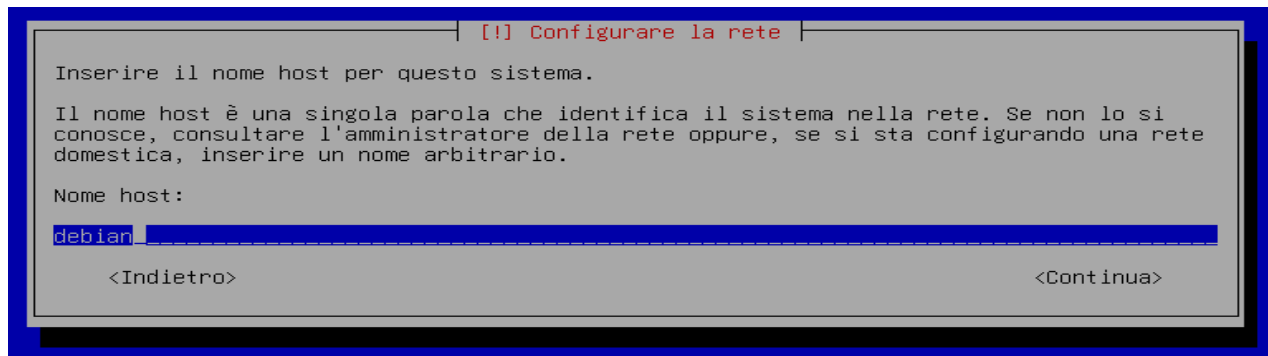 [!] Configurare la rete
Inserire il nome host per questo sistema.
Il nome host è una singola parola che identifica il sistema nella rete. Se non lo si
conosce, consultare l'amministratore della rete oppure, se si sta configurando una rete
domestica, inserire un nome arbitrario.
Nome host:
debian
<Indietro> <Continua>